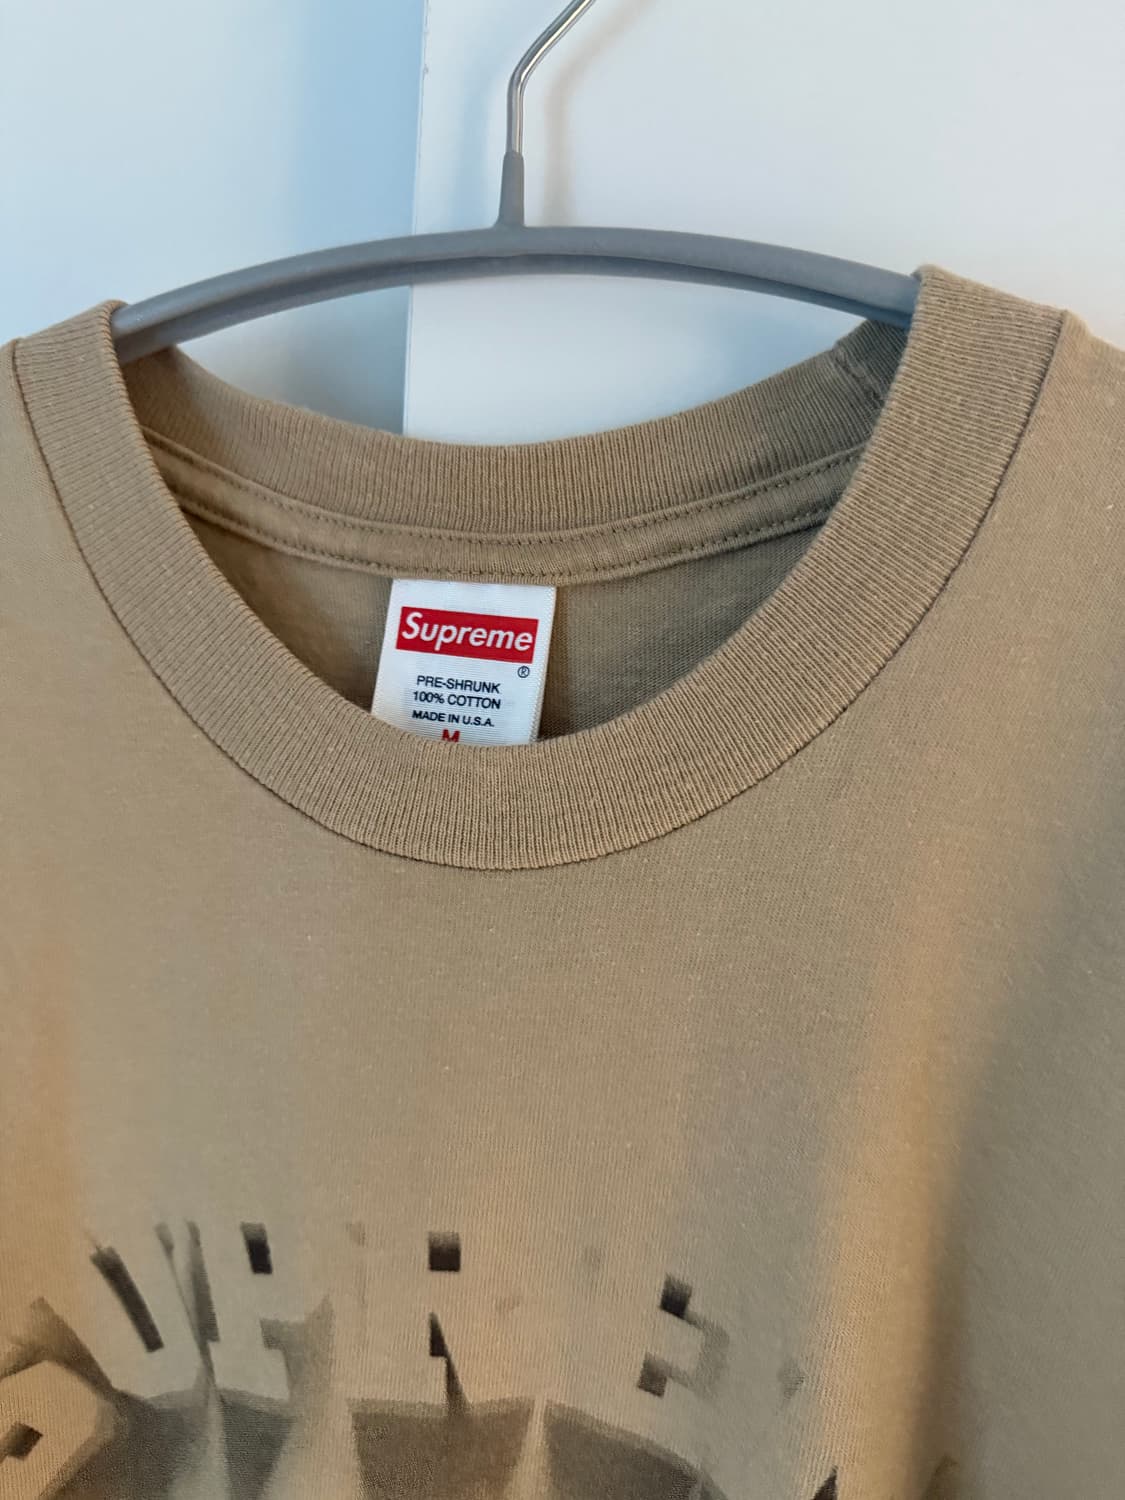 Supreme
®
PRE-SHRUNK
100% COTTON
MADE IN U.S.A.
M